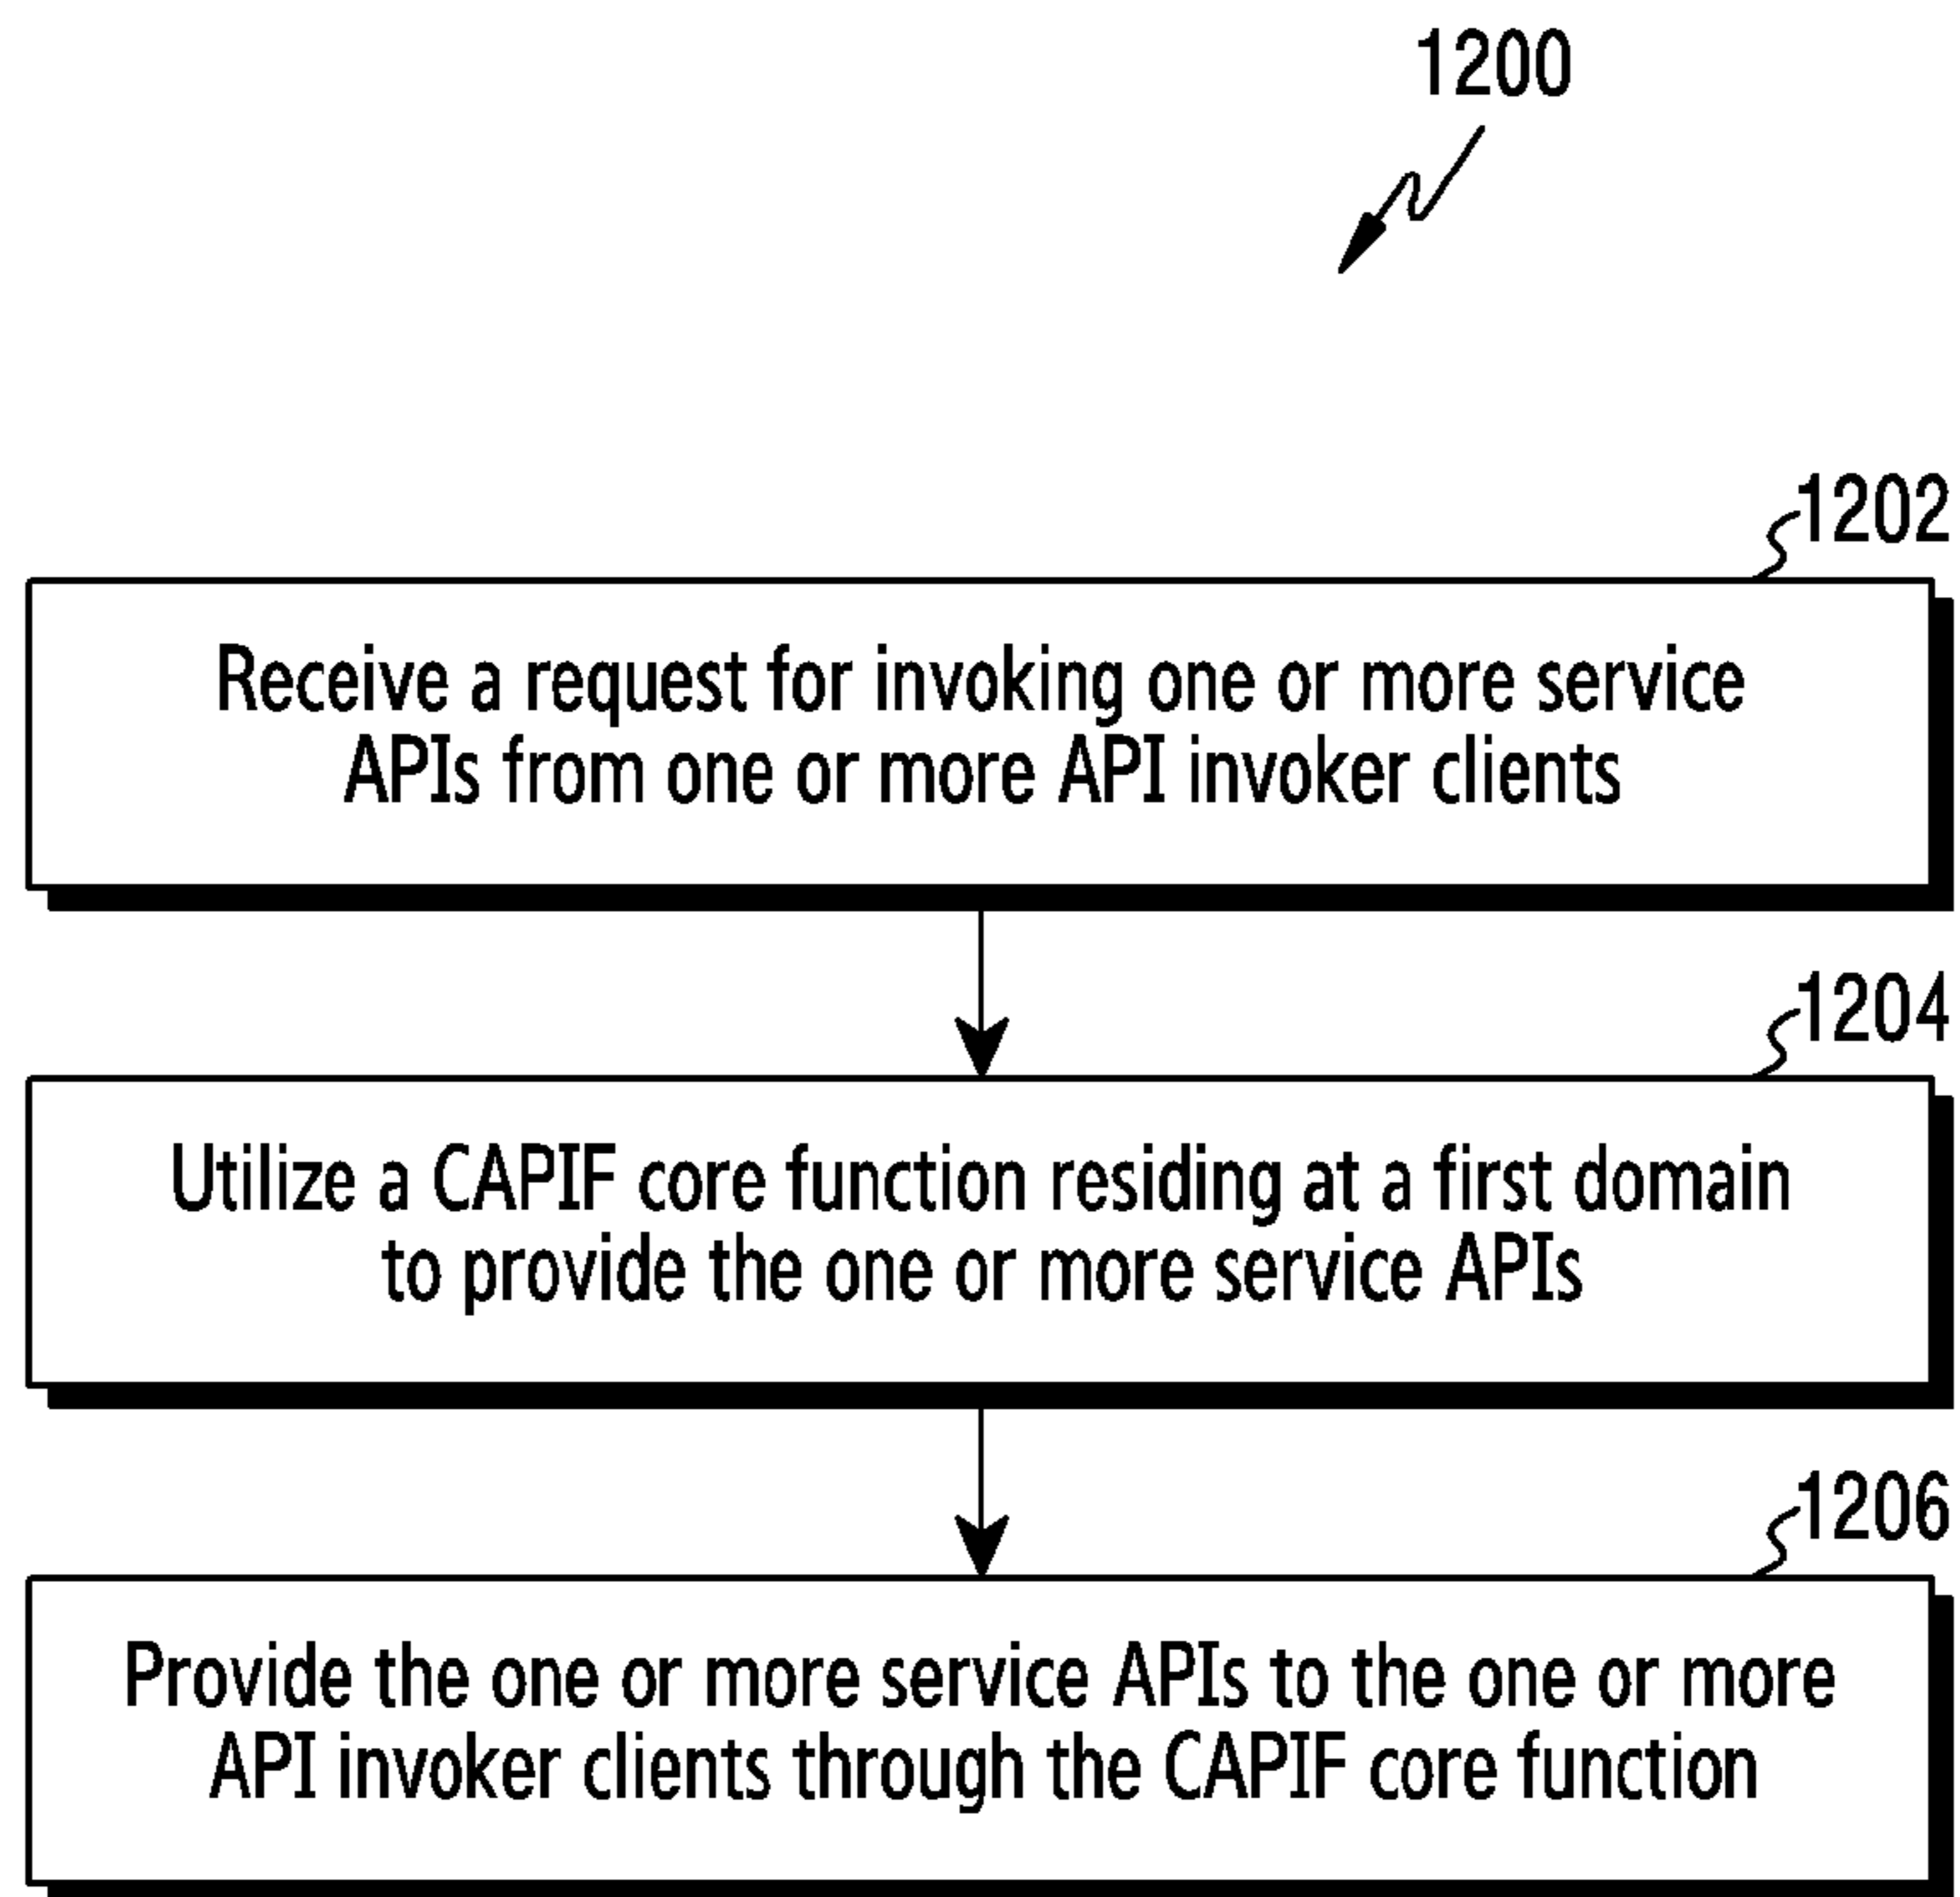 1200
1202
Receive a request for invoking one or more service
APIs from one or more API invoker clients
1204
Utilize a CAPIF core function residing at a first domain
to provide the one or more service APIs
1206
Provide the one or more service APIs to the one or more
API invoker clients through the CAPIF core function